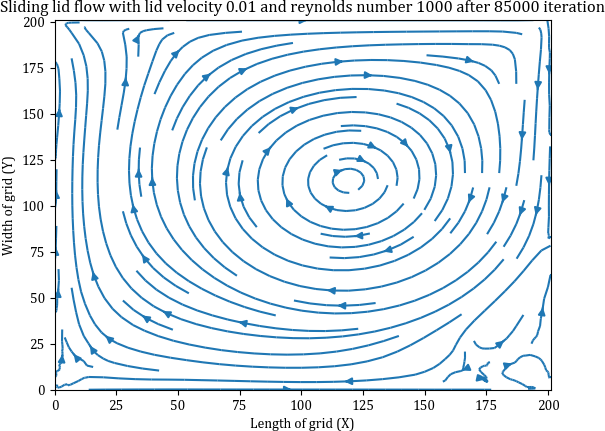 Sliding lid flow with lid velocity 0.01 and reynolds number 1000 after 85000 iteration
200
175
150
125
100
75
50
25
0
Width of grid (Y)
0 25 50 75 100 125 150 175 200
Length of grid (X)